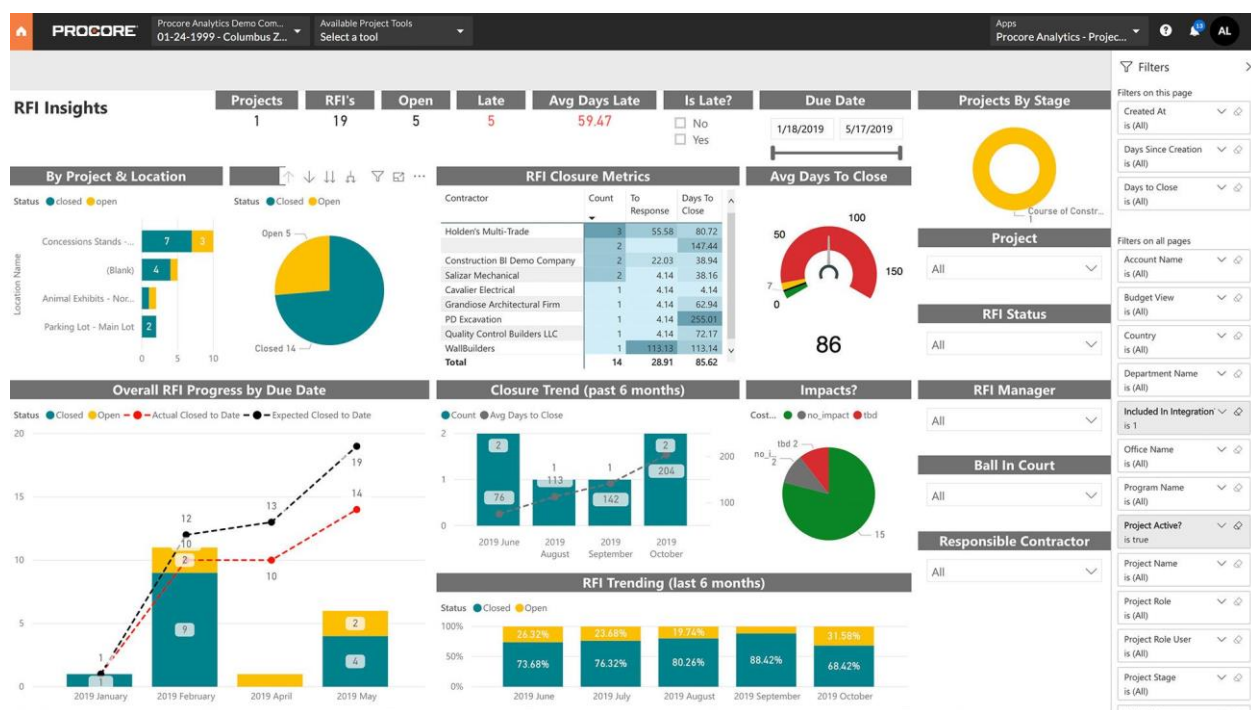 PROCORE
Procore Analytics Demo Com...
01-24-1999 - Columbus Z...
Available Project Tools
Select a tool
Apps
Procore Analytics - Projec...
?
AL
RFI Insights
Projects
1
RFI's
19
Open
5
Late
5
Avg Days Late
59.47
Is Late?
No
Yes
Due Date
1/18/2019 5/17/2019
By Project & Location
Status closed open
Location Name
Concessions Stands -... 7 3
(Blank) 4
Animal Exhibits - Nor...
Parking Lot - Main Lot 2
0 5 10
Status Closed Open
Open 5
Closed 14
RFI Closure Metrics
Contractor Count To Response Days To Close
Holden's Multi-Trade 3 55.58 80.72
2 147.44
Construction BI Demo Company 2 22.03 38.94
Salizar Mechanical 2 4.14 38.16
Cavalier Electrical 1 4.14 4.14
Grandiose Architectural Firm 1 4.14 62.94
PD Excavation 1 4.14 255.01
Quality Control Builders LLC 1 4.14 72.17
WallBuilders 1 113.13 113.14
Total 14 28.91 85.62
Avg Days To Close
0
7
50
100
150
86
Projects By Stage
Course of Constr...
1
Project
All
RFI Status
All
RFI Manager
All
Ball In Court
All
Responsible Contractor
All
Overall RFI Progress by Due Date
Status Closed Open Actual Closed to Date Expected Closed to Date
20
15
10
5
0
1
1
12
10
2
9
13
10
19
14
2
4
2019 January 2019 February 2019 April 2019 May
Closure Trend (past 6 months)
Count Avg Days to Close
2
1
0
2
76
1
113
1
142
2
204
200
100
2019 June 2019 August 2019 September 2019 October
Impacts?
Cost... no_impact tbd
tbd 2
no_i...
2
15
RFI Trending (last 6 months)
Status Closed Open
100%
50%
0%
26.32% 23.68% 19.74% 31.58%
73.68% 76.32% 80.26% 88.42% 68.42%
2019 June 2019 July 2019 August 2019 September 2019 October
Filters
Filters on this page
Created At
is (All)
Days Since Creation
is (All)
Days to Close
is (All)
Filters on all pages
Account Name
is (All)
Budget View
is (All)
Country
is (All)
Department Name
is (All)
Included In Integration
is 1
Office Name
is (All)
Program Name
is (All)
Project Active?
is true
Project Name
is (All)
Project Role
is (All)
Project Role User
is (All)
Project Stage
is (All)